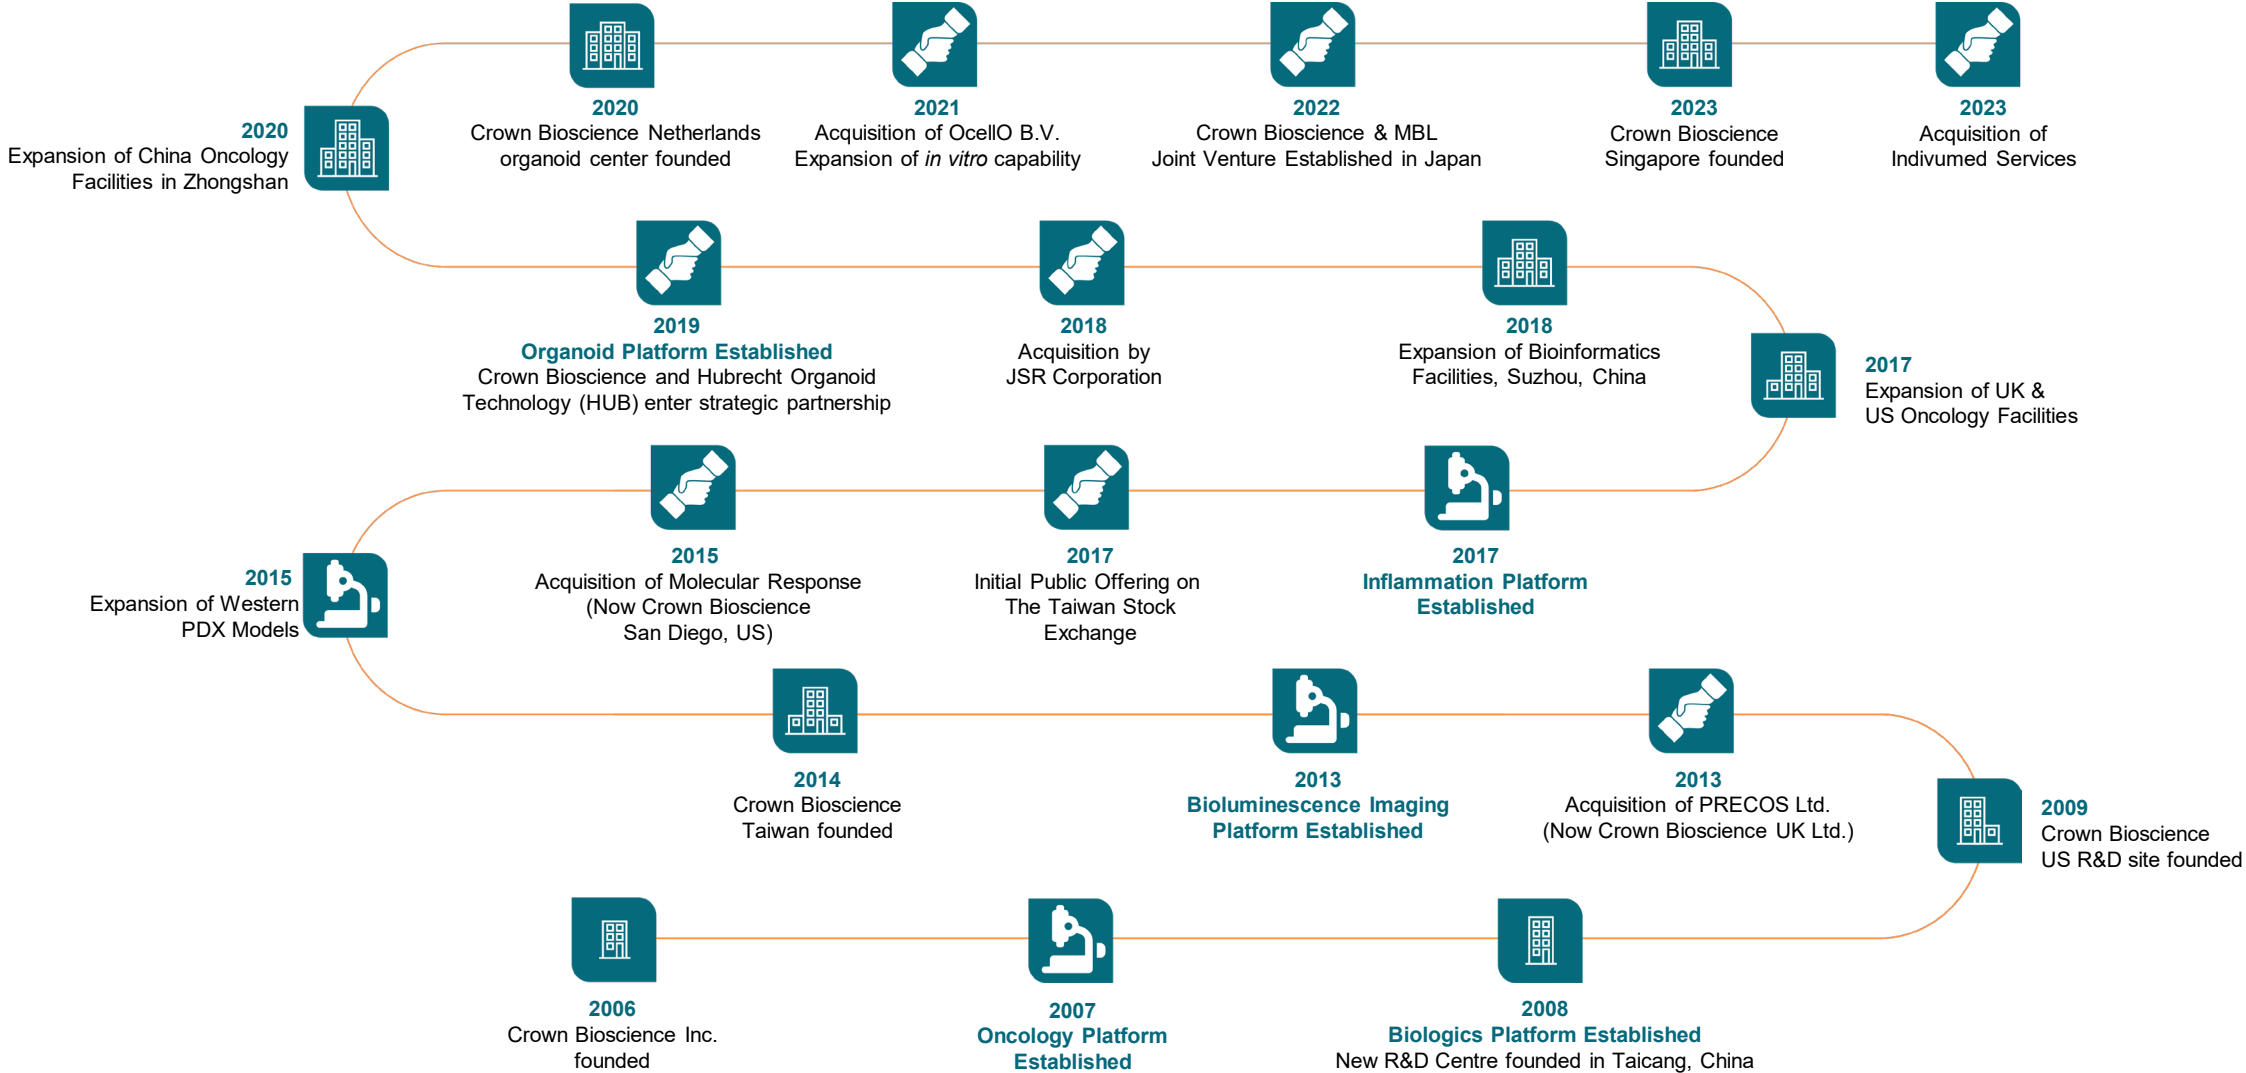 2020
Expansion of China Oncology
Facilities in Zhongshan
2020
Crown Bioscience Netherlands
organoid center founded
2021
Acquisition of OcellO B.V.
Expansion of in vitro capability
2022
Crown Bioscience & MBL
Joint Venture Established in Japan
2023
Crown Bioscience
Singapore founded
2023
Acquisition of
Indivumed Services
2019
Organoid Platform Established
Crown Bioscience and Hubrecht Organoid
Technology (HUB) enter strategic partnership
2018
Acquisition by
JSR Corporation
2018
Expansion of Bioinformatics
Facilities, Suzhou, China
2017
Expansion of UK &
US Oncology Facilities
2015
Expansion of Western
PDX Models
2015
Acquisition of Molecular Response
(Now Crown Bioscience
San Diego, US)
2017
Initial Public Offering on
The Taiwan Stock
Exchange
2017
Inflammation Platform
Established
2014
Crown Bioscience
Taiwan founded
2013
Bioluminescence Imaging
Platform Established
2013
Acquisition of PRECOS Ltd.
(Now Crown Bioscience UK Ltd.)
2009
Crown Bioscience
US R&D site founded
2006
Crown Bioscience Inc.
founded
2007
Oncology Platform
Established
2008
Biologics Platform Established
New R&D Centre founded in Taicang, China